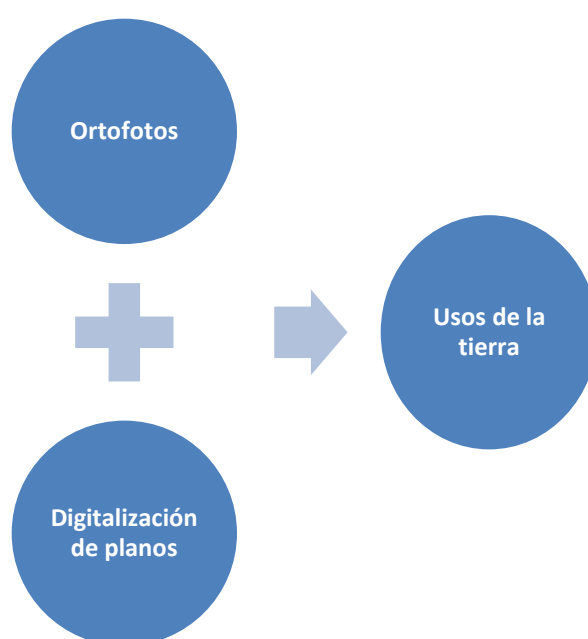 Ortofotos
Usos de la
tierra
Digitalización
de planos